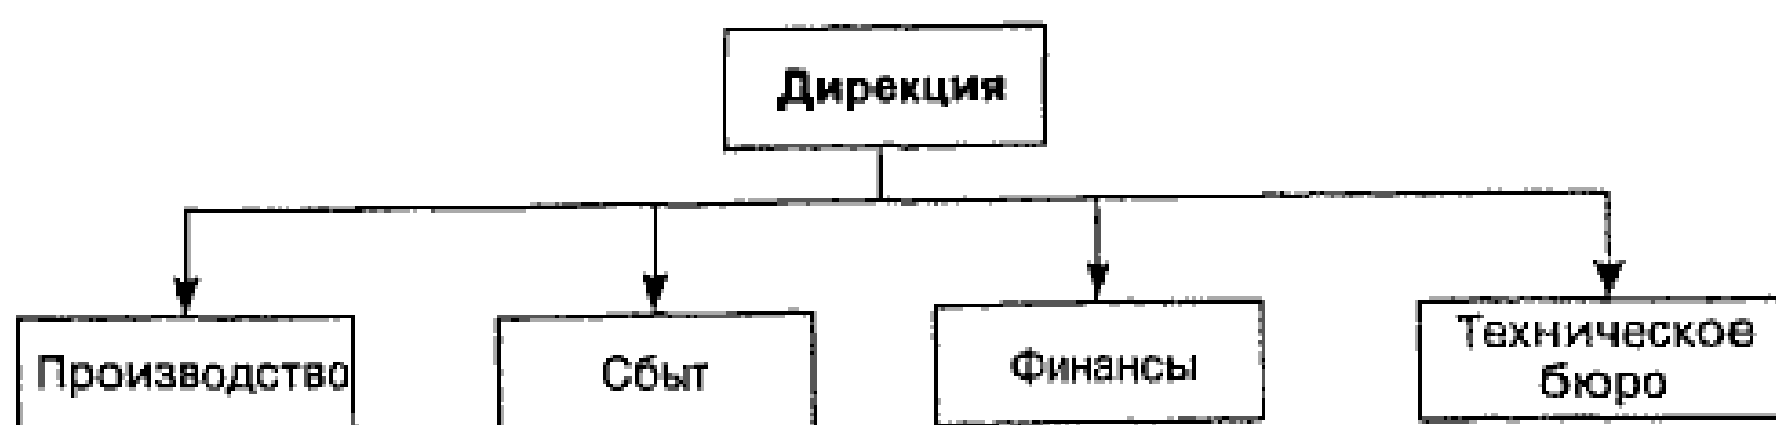 Дирекция
Производство
Сбыт
Финансы
Техническое
бюро